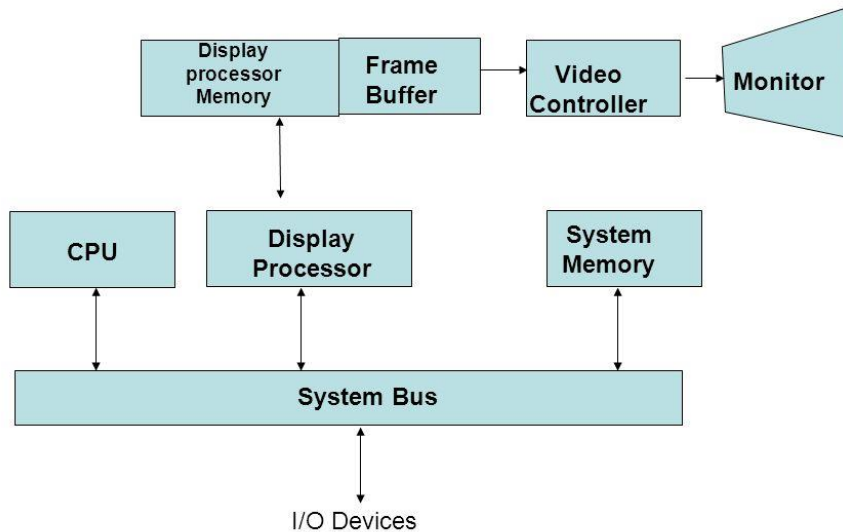 Display
processor
Memory
Frame
Buffer
Video
Controller
Monitor
CPU
Display
Processor
System
Memory
System Bus
I/O Devices